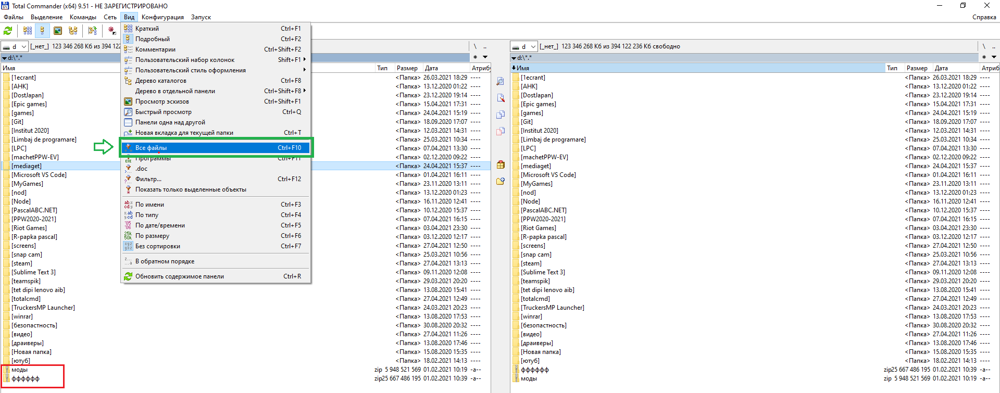 Total Commander (x64) 9.51 - НЕ ЗАРЕГИСТРИРОВАНО
Файлы Выделение Команды Сеть Вид Конфигурация Запуск Справка
d [_нет_] 123 346 268 Кб из 394 122 \ ..
d:\*.* * ▼
Имя Тип Размер Дата Атрибу
[1ecrant] <Папка> 26.03.2021 18:29 ----
[AHK] <Папка> 13.12.2020 01:22 ----
[DostJapan] <Папка> 23.12.2020 19:14 ----
[Epic games] <Папка> 15.04.2021 17:31 ----
[games] <Папка> 24.04.2021 15:19 ----
[Git] <Папка> 18.09.2020 17:07 ----
[Institut 2020] <Папка> 12.03.2021 14:31 ----
[Limbaj de programare] <Папка> 25.03.2021 10:34 ----
[LPC] <Папка> 07.04.2021 13:30 ----
[machetPPW-EV] <Папка> 02.12.2020 09:22 ----
[mediaget] <Папка> 24.04.2021 15:37 ----
[Microsoft VS Code] <Папка> 01.04.2021 16:11 ----
[MyGames] <Папка> 23.11.2020 13:11 ----
[nod] <Папка> 13.12.2020 01:23 ----
[Node] <Папка> 16.11.2020 12:41 ----
[PascalABC.NET] <Папка> 10.12.2020 15:37 ----
[PPW2020-2021] <Папка> 07.04.2021 16:15 ----
[Riot Games] <Папка> 03.04.2021 23:30 ----
[R-papka pascal] <Папка> 03.12.2020 12:17 ----
[screens] <Папка> 27.04.2021 12:50 ----
[snap cam] <Папка> 25.03.2021 10:56 ----
[steam] <Папка> 27.04.2021 13:13 ----
[Sublime Text 3] <Папка> 09.11.2020 12:08 ----
[teamspik] <Папка> 29.03.2021 20:20 ----
[tet dipi lenovo aib] <Папка> 13.08.2020 15:41 ----
[totalcmd] <Папка> 27.04.2021 12:49 ----
[TruckersMP Launcher] <Папка> 24.03.2021 20:23 ----
[winrar] <Папка> 13.08.2020 17:53 ----
[безопастность] <Папка> 30.08.2020 20:32 ----
[видео] <Папка> 27.04.2021 11:26 ----
[драиверы] <Папка> 13.08.2020 17:46 ----
[Новая папка] <Папка> 15.08.2020 15:35 ----
[ютуб] <Папка> 18.02.2021 14:13 ----
моды zip 5 948 521 569 01.02.2021 10:19 -a--
фффффф zip 25 667 486 195 01.02.2021 10:39 -a--
Краткий Ctrl+F1
Подробный Ctrl+F2
Комментарии Ctrl+Shift+F2
Пользовательский набор колонок Shift+F1
Пользовательский стиль оформления
Дерево каталогов Ctrl+F8
Дерево в отдельной панели Ctrl+Shift+F8
Просмотр эскизов Ctrl+Shift+F1
Быстрый просмотр Ctrl+Q
Панели одна над другой
Новая вкладка для текущей папки Ctrl+T
Все файлы Ctrl+F10
Программы Ctrl+F11
.doc
Фильтр... Ctrl+F12
Показать только выделенные объекты
По имени Ctrl+F3
По типу Ctrl+F4
По дате/времени Ctrl+F5
По размеру Ctrl+F6
Без сортировки Ctrl+F7
В обратном порядке
Обновить содержимое панели Ctrl+R
d [_нет_] 123 346 268 Кб из 394 122 236 Кб свободно \ ..
d:\*.* * ▼
Имя Тип Размер Дата Атриб
[1ecrant] <Папка> 26.03.2021 18:29 ----
[AHK] <Папка> 13.12.2020 01:22 ----
[DostJapan] <Папка> 23.12.2020 19:14 ----
[Epic games] <Папка> 15.04.2021 17:31 ----
[games] <Папка> 24.04.2021 15:19 ----
[Git] <Папка> 18.09.2020 17:07 ----
[Institut 2020] <Папка> 12.03.2021 14:31 ----
[Limbaj de programare] <Папка> 25.03.2021 10:34 ----
[LPC] <Папка> 07.04.2021 13:30 ----
[machetPPW-EV] <Папка> 02.12.2020 09:22 ----
[mediaget] <Папка> 24.04.2021 15:37 ----
[Microsoft VS Code] <Папка> 01.04.2021 16:11 ----
[MyGames] <Папка> 23.11.2020 13:11 ----
[nod] <Папка> 13.12.2020 01:23 ----
[Node] <Папка> 16.11.2020 12:41 ----
[PascalABC.NET] <Папка> 10.12.2020 15:37 ----
[PPW2020-2021] <Папка> 07.04.2021 16:15 ----
[Riot Games] <Папка> 03.04.2021 23:30 ----
[R-papka pascal] <Папка> 03.12.2020 12:17 ----
[screens] <Папка> 27.04.2021 12:50 ----
[snap cam] <Папка> 25.03.2021 10:56 ----
[steam] <Папка> 27.04.2021 13:13 ----
[Sublime Text 3] <Папка> 09.11.2020 12:08 ----
[teamspik] <Папка> 29.03.2021 20:20 ----
[tet dipi lenovo aib] <Папка> 13.08.2020 15:41 ----
[totalcmd] <Папка> 27.04.2021 12:49 ----
[TruckersMP Launcher] <Папка> 24.03.2021 20:23 ----
[winrar] <Папка> 13.08.2020 17:53 ----
[безопастность] <Папка> 30.08.2020 20:32 ----
[видео] <Папка> 27.04.2021 11:26 ----
[драиверы] <Папка> 13.08.2020 17:46 ----
[Новая папка] <Папка> 15.08.2020 15:35 ----
[ютуб] <Папка> 18.02.2021 14:13 ----
фффффф zip 25 667 486 195 01.02.2021 10:39 -a--
моды zip 5 948 521 569 01.02.2021 10:19 -a--